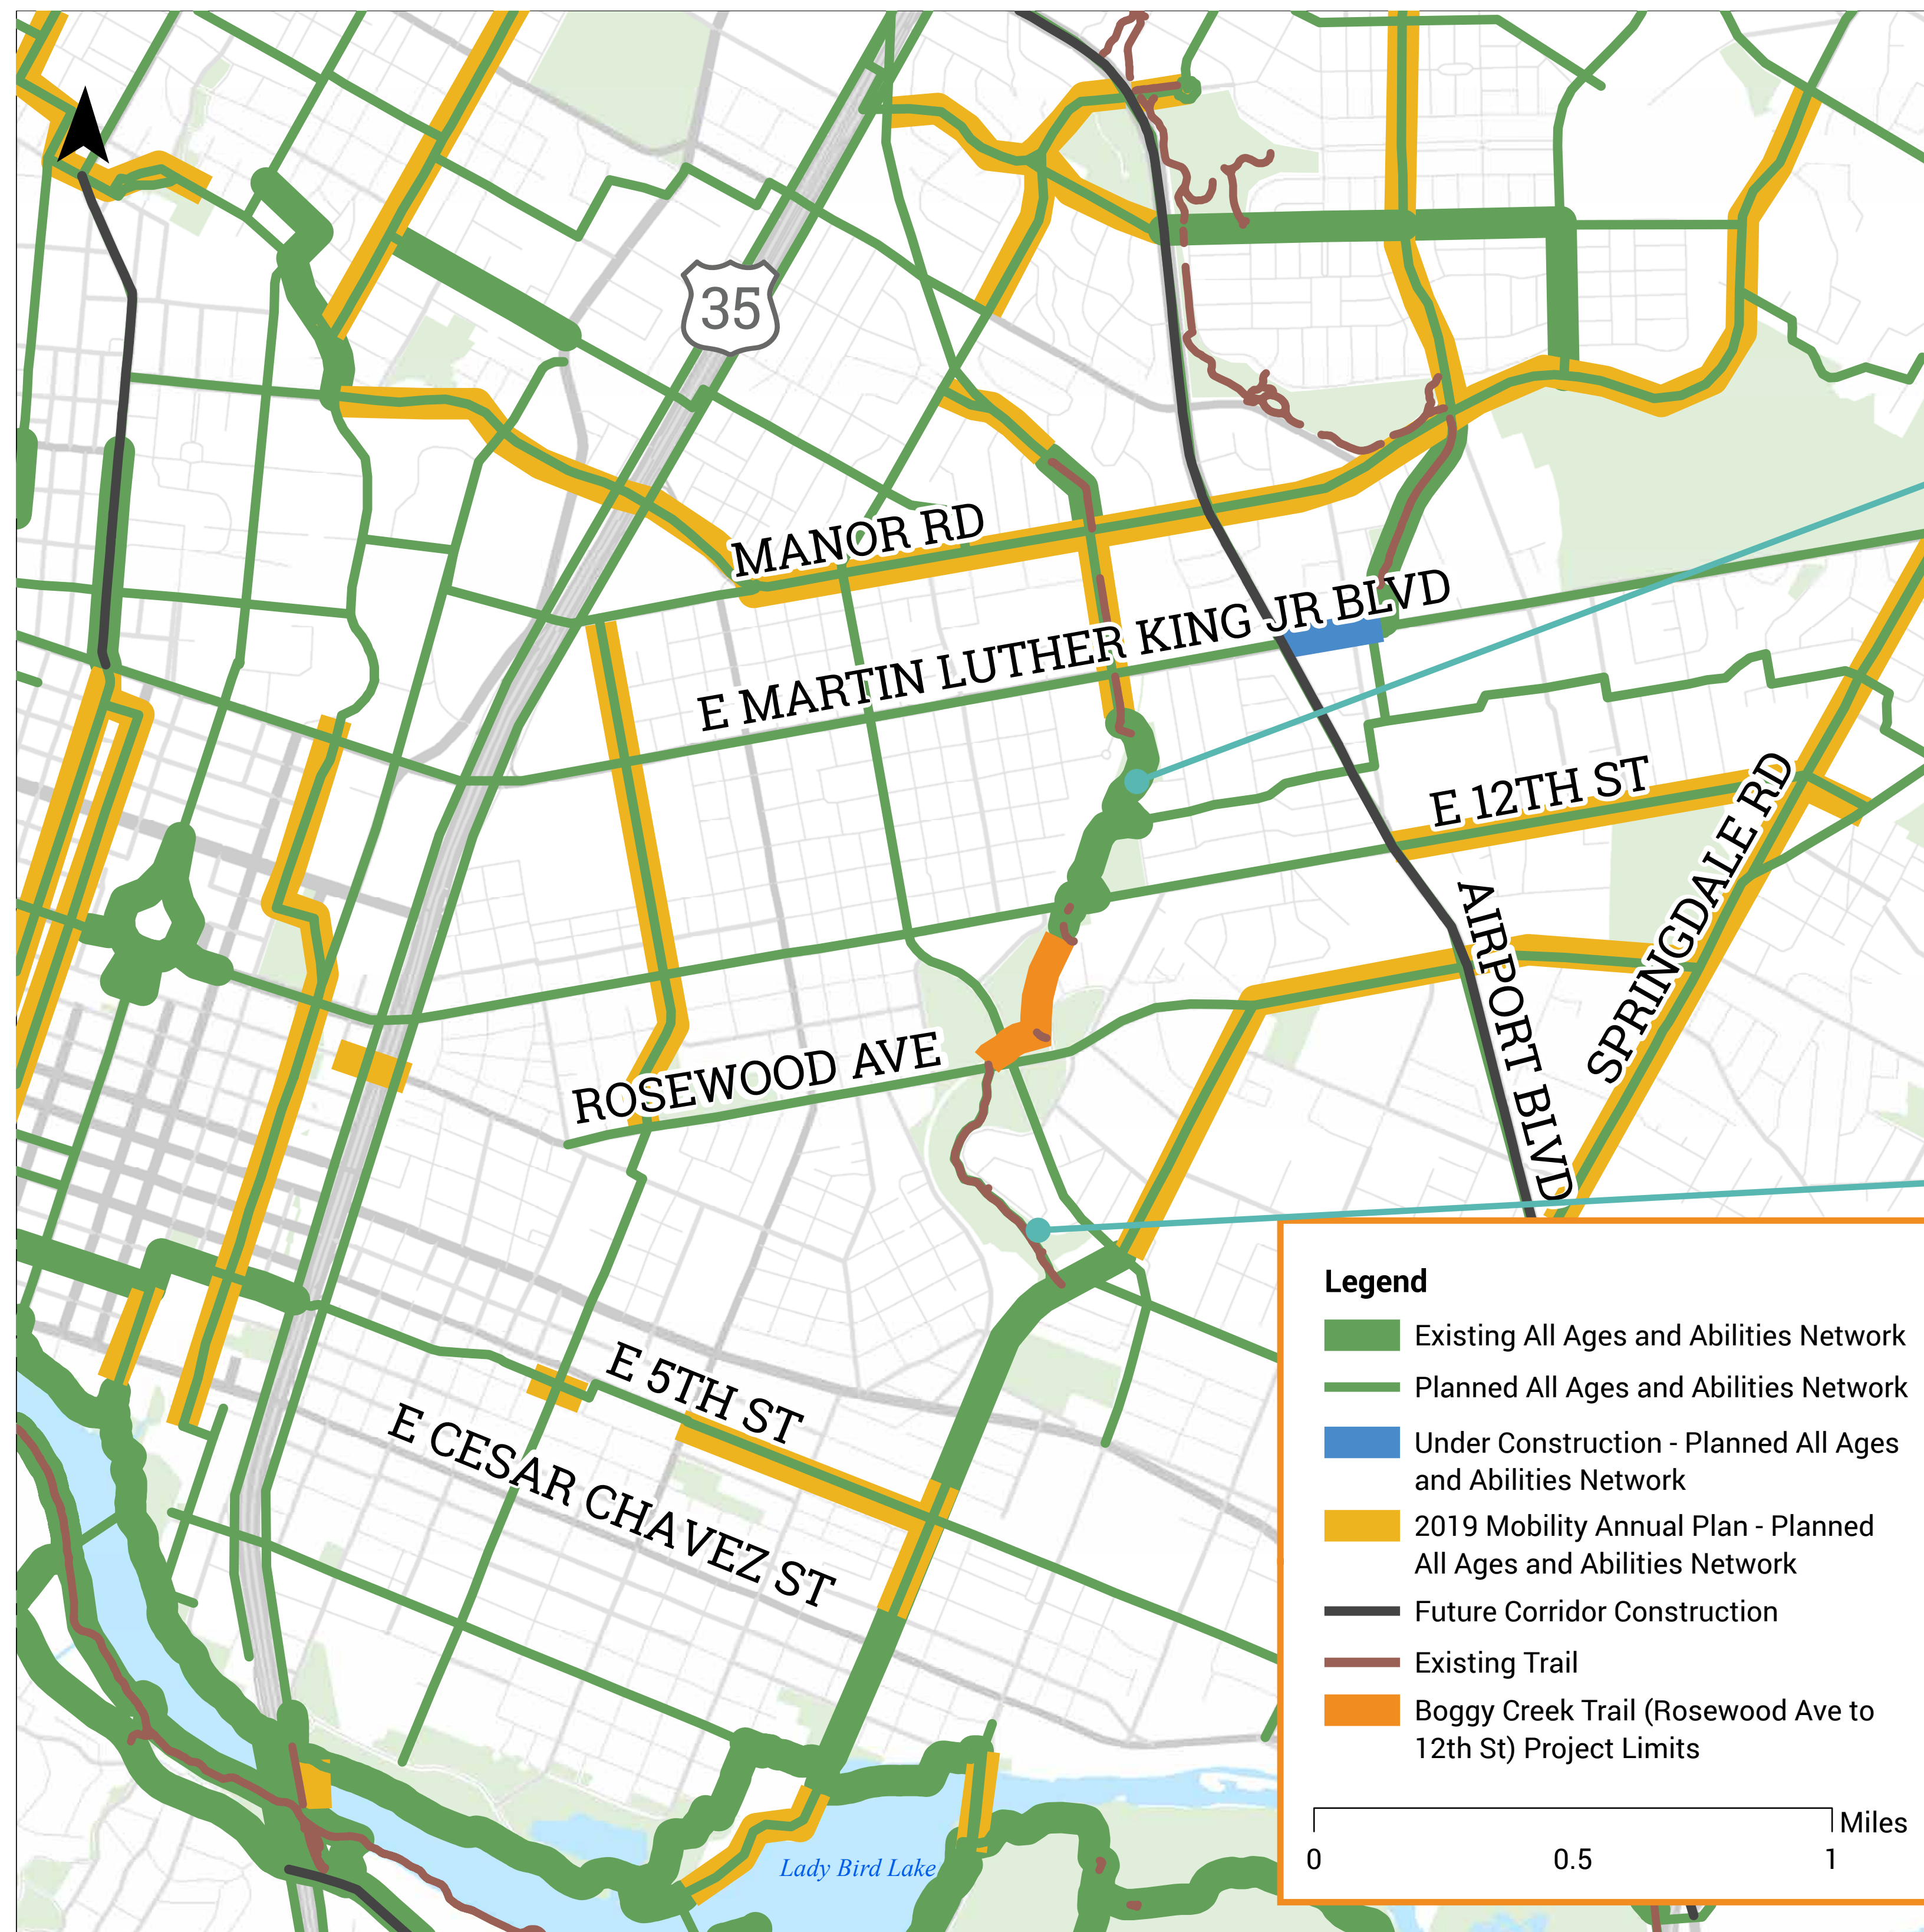 35
MANOR RD
E MARTIN LUTHER KING JR BLVD
E 12TH ST
SPRINGDALE RD
AIRPORT BLVD
ROSEWOOD AVE
E 5TH ST
E CESAR CHAVEZ ST
Lady Bird Lake
Legend
Existing All Ages and Abilities Network
Planned All Ages and Abilities Network
Under Construction - Planned All Ages
and Abilities Network
2019 Mobility Annual Plan - Planned
All Ages and Abilities Network
Future Corridor Construction
Existing Trail
Boggy Creek Trail (Rosewood Ave to
12th St) Project Limits
Miles
0 0.5 1